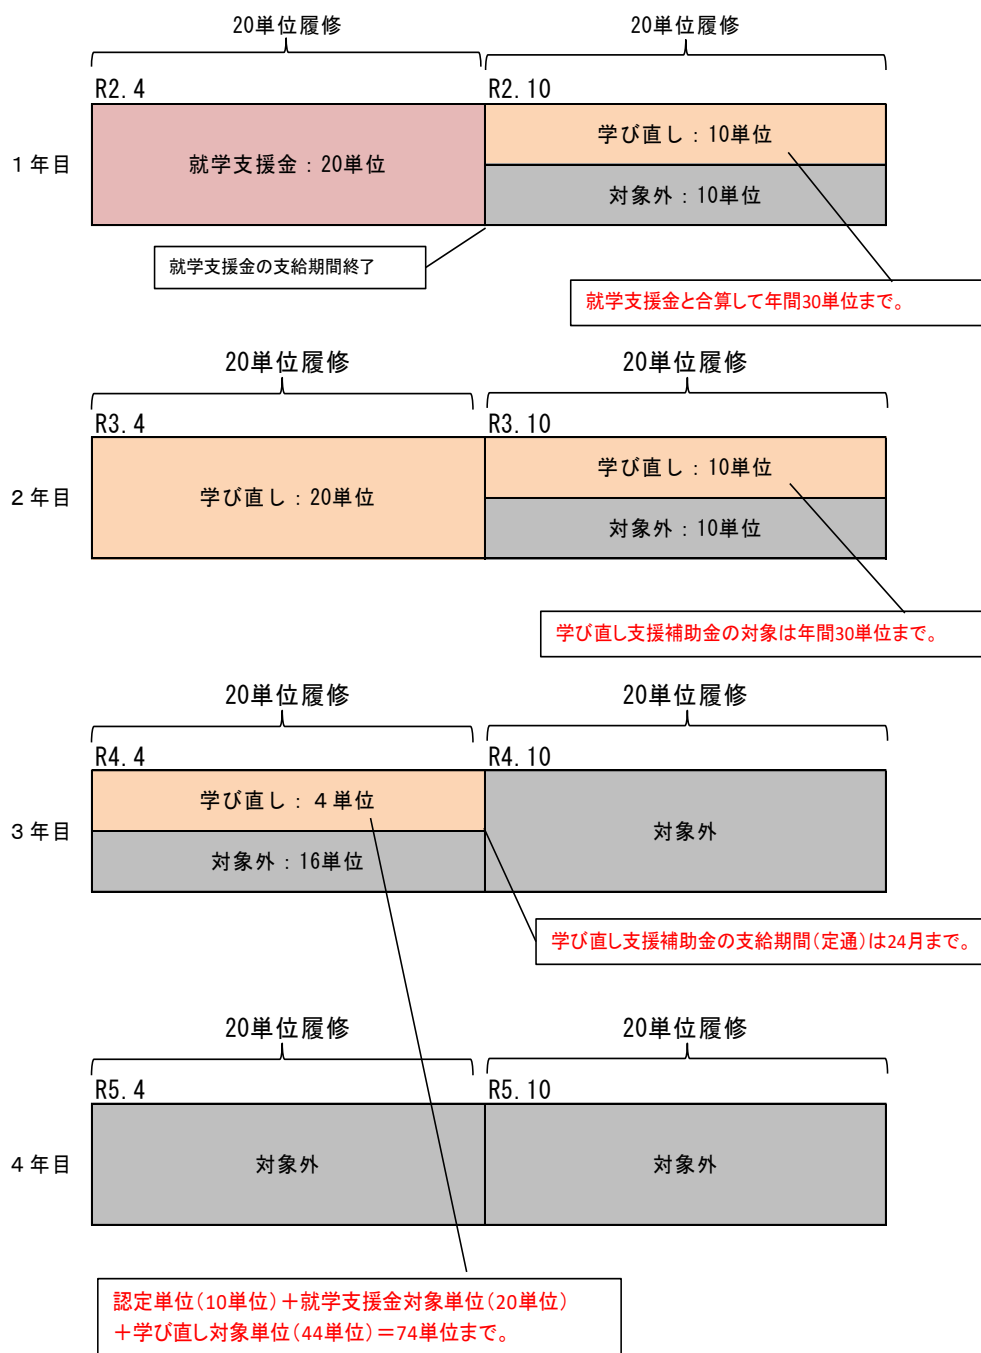 20単位履修
20単位履修
R2.4
R2.10
1年目
就学支援金:20単位
学び直し:10単位
対象外:10単位
就学支援金の支給期間終了
就学支援金と合算して年間30単位まで。
20単位履修
20単位履修
R3.4
R3.10
2年目
学び直し:20単位
学び直し:10単位
対象外:10単位
学び直し支援補助金の対象は年間30単位まで。
20単位履修
20単位履修
R4.4
R4.10
3年目
学び直し:4単位
対象外:16単位
対象外
学び直し支援補助金の支給期間(定通)は24月まで。
20単位履修
20単位履修
R5.4
R5.10
4年目
対象外
対象外
認定単位(10単位)+就学支援金対象単位(20単位)
+学び直し対象単位(44単位)=74単位まで。